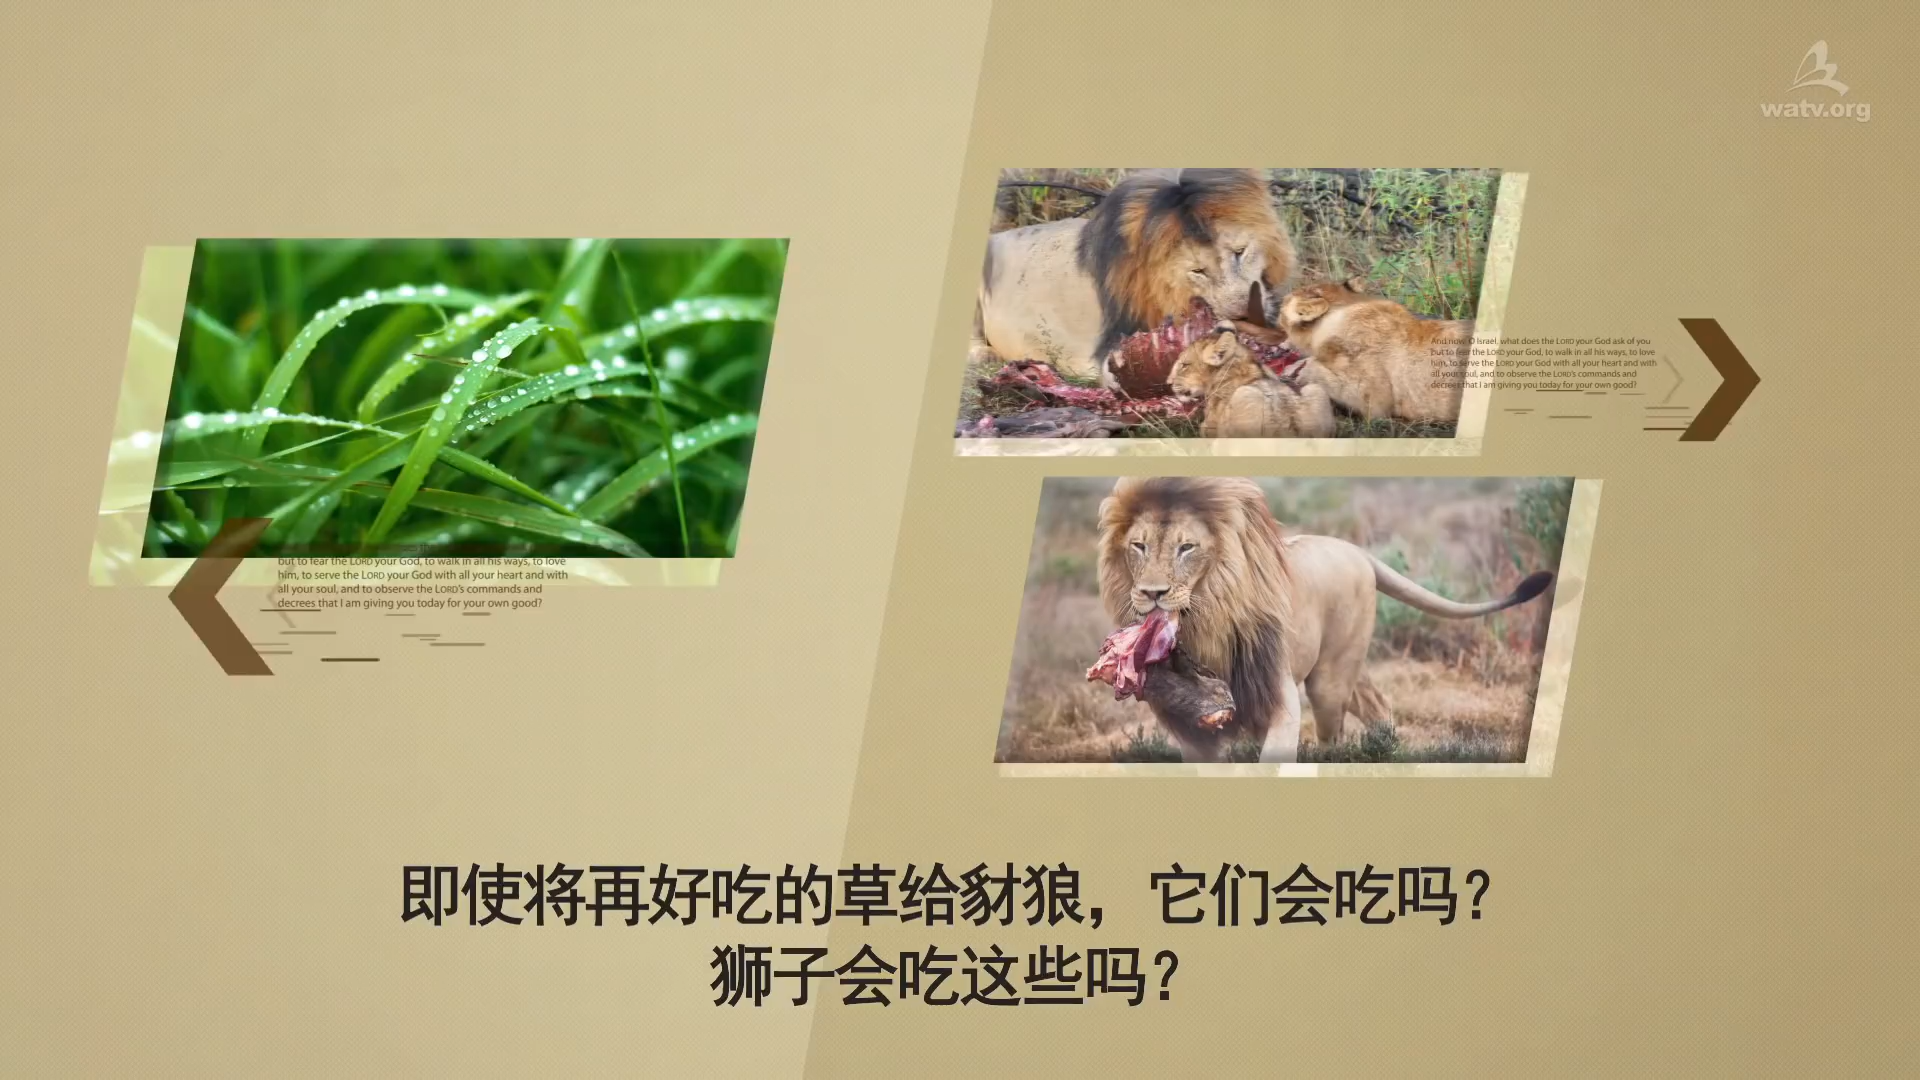 watv.org
And now, O Israel, what does the LORD your God ask of you
but to fear the LORD your God, to walk in all his ways, to love
him, to serve the LORD your God with all your heart and with
all your soul, and to observe the LORD's commands and
decrees that I am giving you today for your own good?
but to fear the LORD your God, to walk in all his ways, to love
him, to serve the LORD your God with all your heart and with
all your soul, and to observe the LORD's commands and
decrees that I am giving you today for your own good?
即使将再好吃的草给豺狼，它们会吃吗？
狮子会吃这些吗？